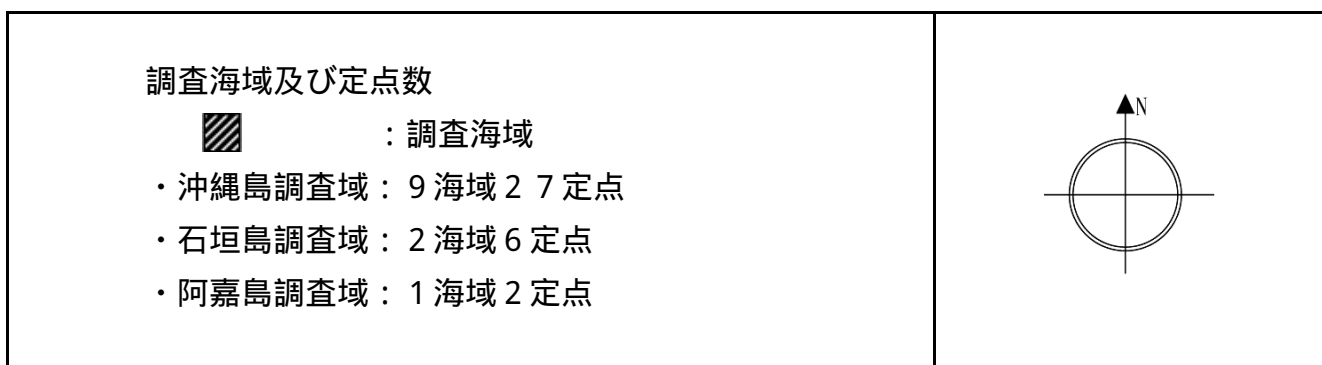 調査海域及び定点数
：調査海域
・沖縄島調査域：９海域２７定点
・石垣島調査域：２海域６定点
・阿嘉島調査域：１海域２定点
N